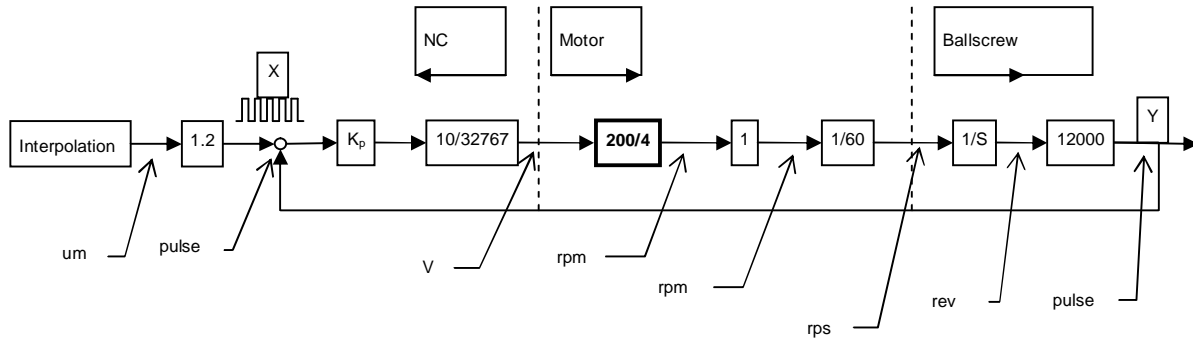 NC
Motor
Ballscrew
X
Y
Interpolation
1.2
Kp
10/32767
200/4
1
1/60
1/S
12000
um
pulse
V
rpm
rpm
rps
rev
pulse